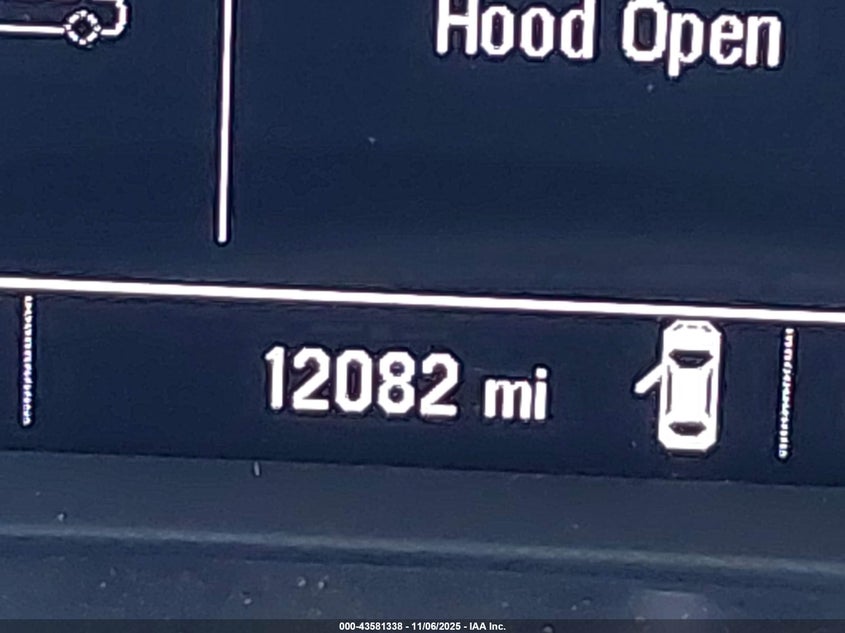 Hood Open
12082 mi
000-43581338 - 11/06/2025 - IAA Inc.